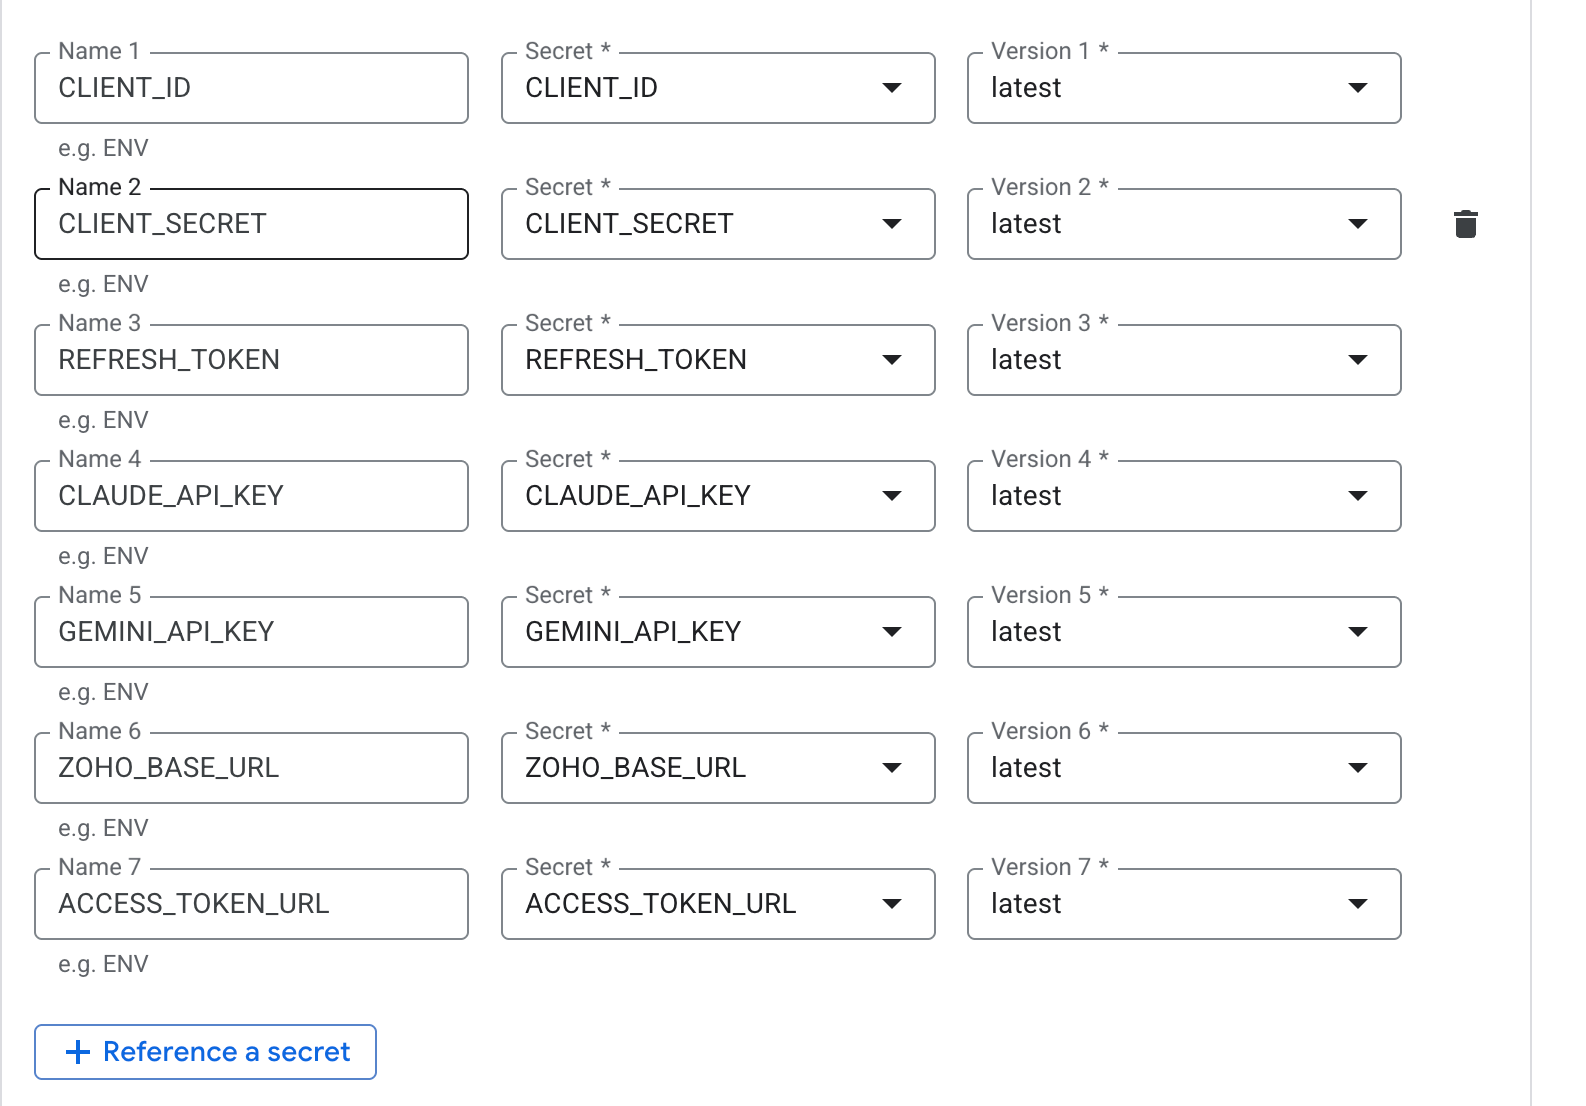 Name 1 Secret * Version 1 *
CLIENT_ID CLIENT_ID latest
e.g. ENV
Name 2 Secret * Version 2 *
CLIENT_SECRET CLIENT_SECRET latest
e.g. ENV
Name 3 Secret * Version 3 *
REFRESH_TOKEN REFRESH_TOKEN latest
e.g. ENV
Name 4 Secret * Version 4 *
CLAUDE_API_KEY CLAUDE_API_KEY latest
e.g. ENV
Name 5 Secret * Version 5 *
GEMINI_API_KEY GEMINI_API_KEY latest
e.g. ENV
Name 6 Secret * Version 6 *
ZOHO_BASE_URL ZOHO_BASE_URL latest
e.g. ENV
Name 7 Secret * Version 7 *
ACCESS_TOKEN_URL ACCESS_TOKEN_URL latest
e.g. ENV
Reference a secret